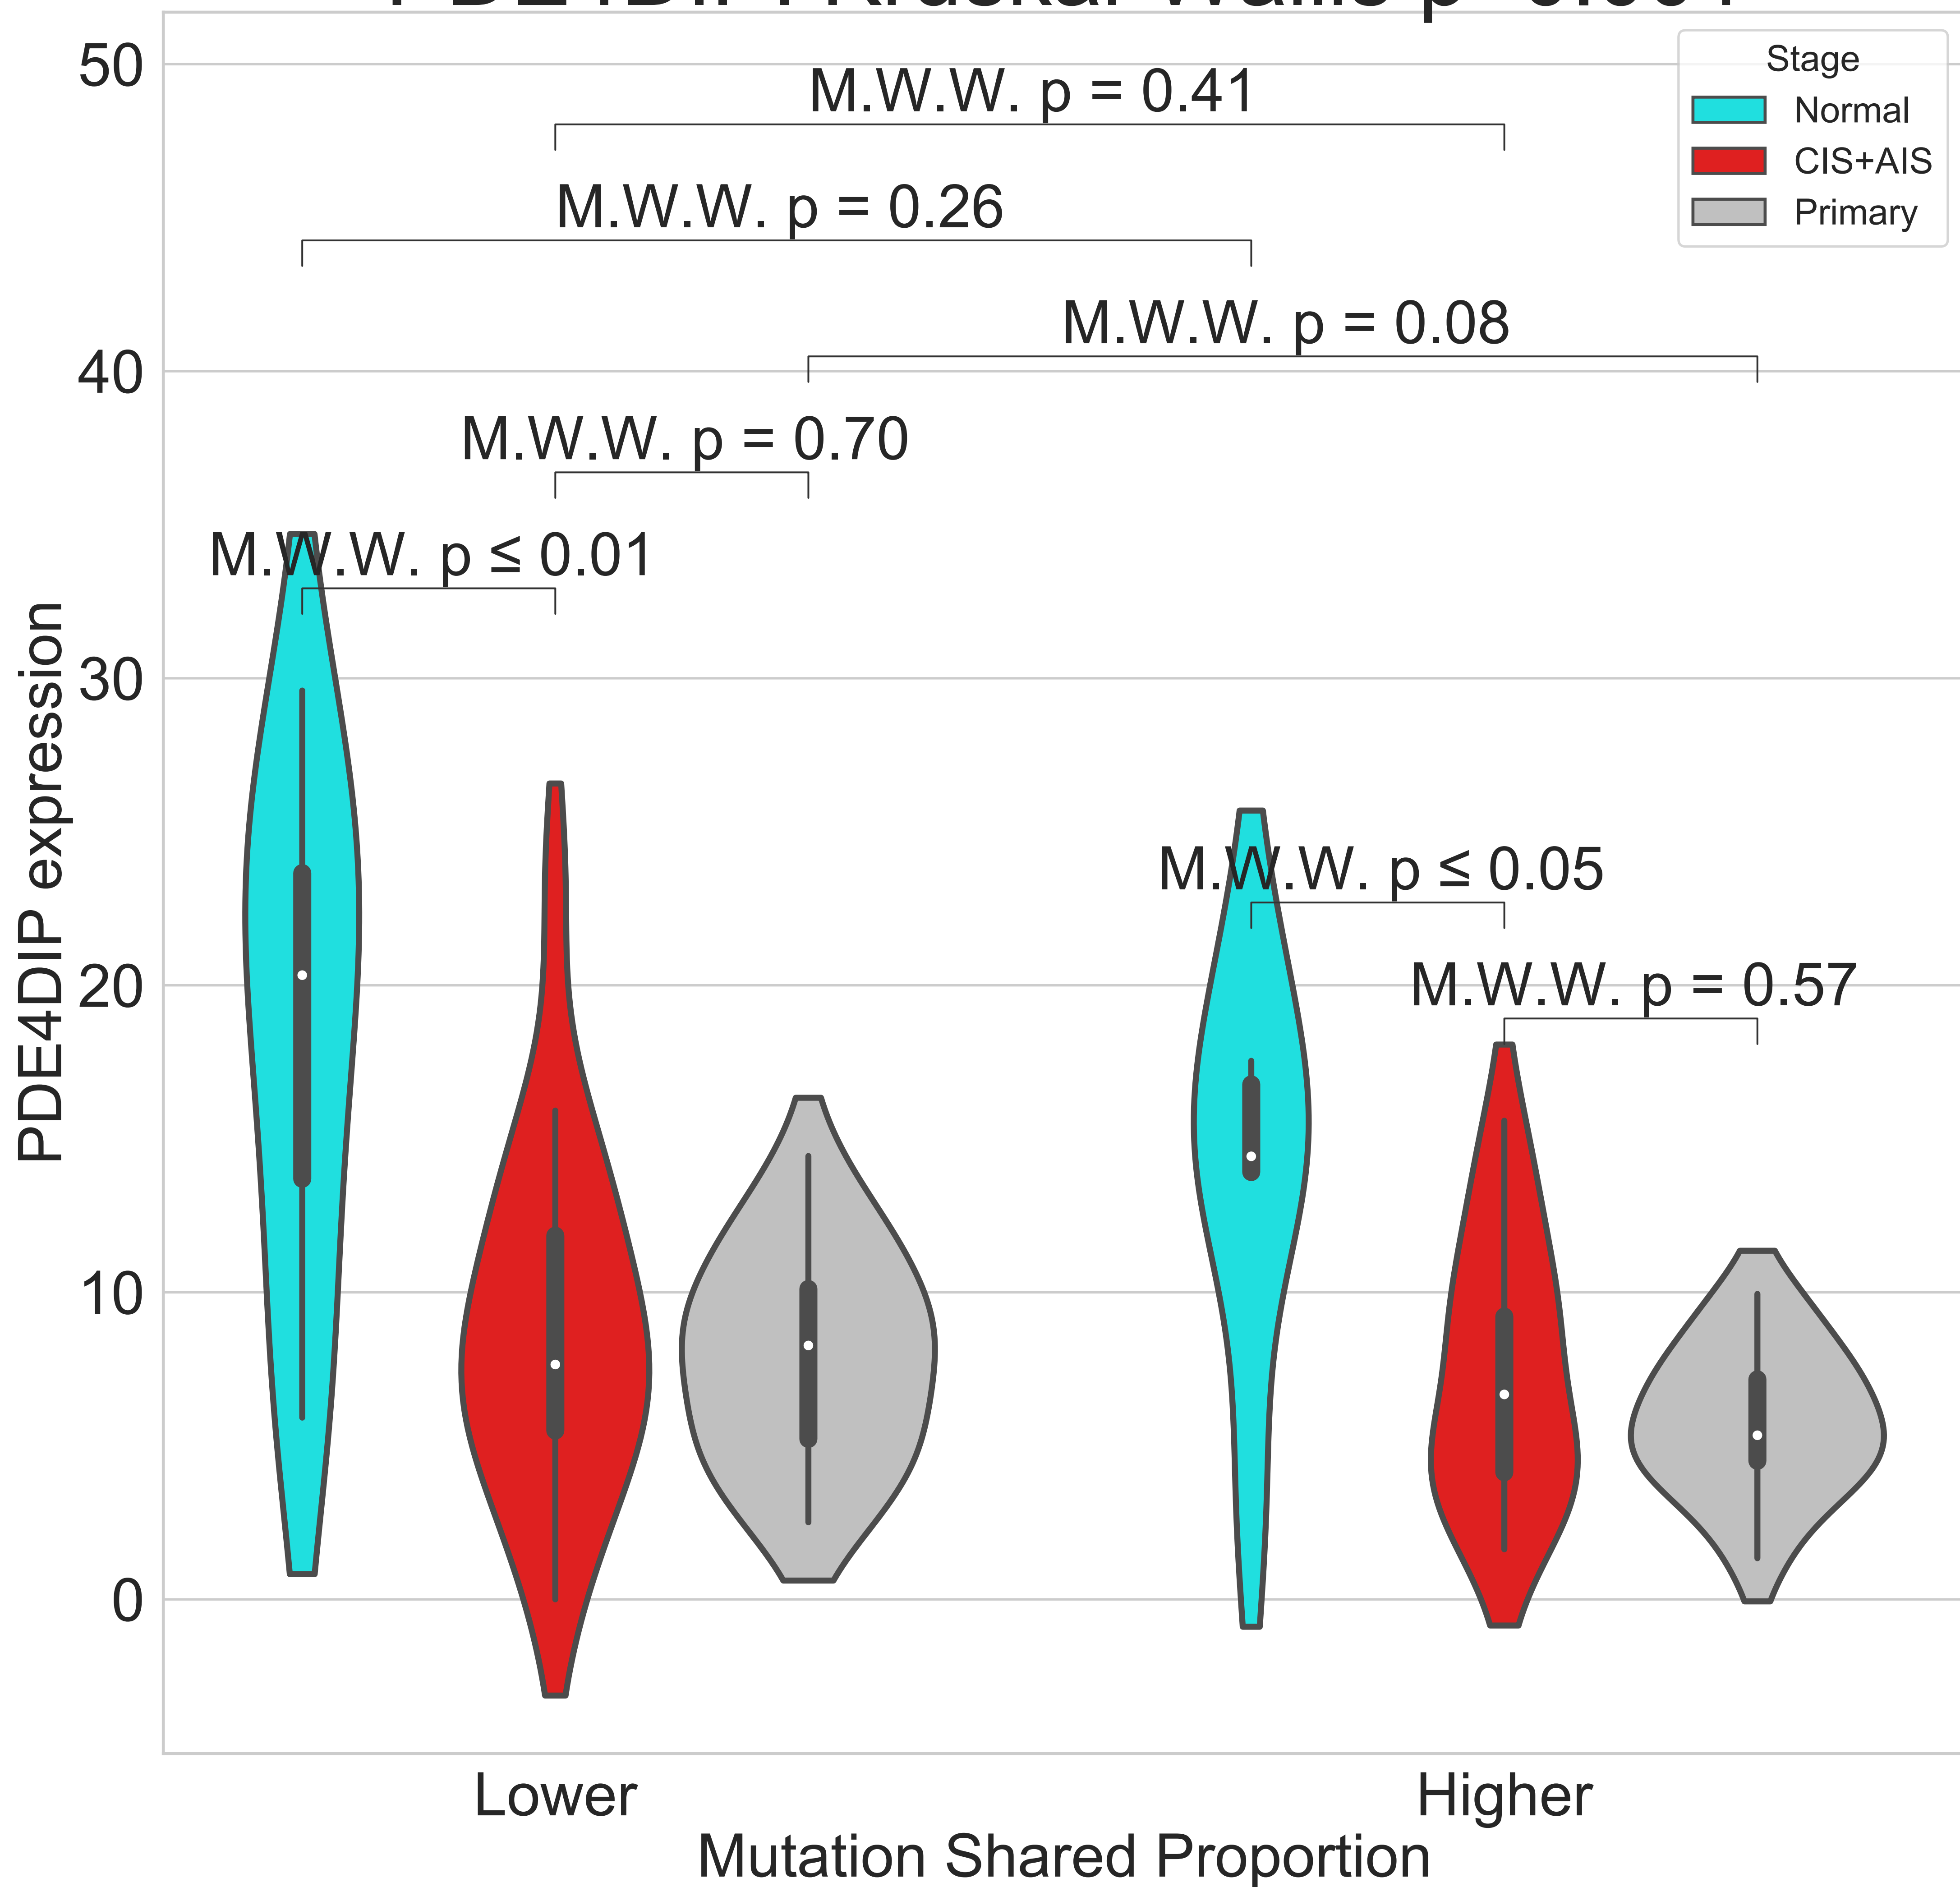 50
M.W.W. p = 0.41
Stage
Normal
CIS+AIS
Primary
M.W.W. p = 0.26
M.W.W. p = 0.08
40
M.W.W. p = 0.70
M.W.W. p ≤ 0.01
30
PDE4DIP expression
M.W.W. p ≤ 0.05
20
M.W.W. p = 0.57
10
0
Lower
Higher
Mutation Shared Proportion